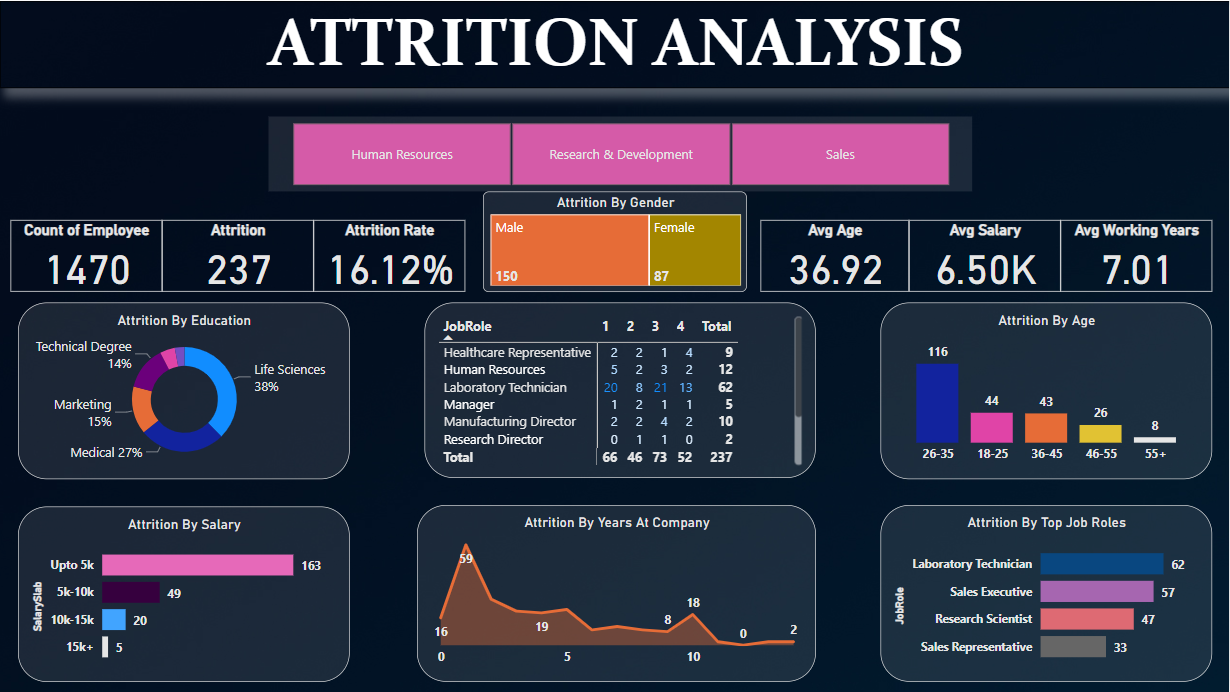 ATTRITION ANALYSIS
Human Resources
Research & Development
Sales
Count of Employee
1470
Attrition
237
Attrition Rate
16.12%
Attrition By Gender
Male
150
Female
87
Avg Age
36.92
Avg Salary
6.50K
Avg Working Years
7.01
Attrition By Education
Technical Degree
14%
Life Sciences
38%
Marketing
15%
Medical 27%
JobRole 1 2 3 4 Total
Healthcare Representative 2 2 1 4 9
Human Resources 5 2 3 2 12
Laboratory Technician 20 8 21 13 62
Manager 1 2 1 1 5
Manufacturing Director 2 2 4 2 10
Research Director 0 1 1 0 2
Total 66 46 73 52 237
Attrition By Age
116
44
43
26
8
26-35 18-25 36-45 46-55 55+
Attrition By Salary
SalarySlab
Upto 5k 163
5k-10k 49
10k-15k 20
15k+ 5
Attrition By Years At Company
59
16
19
8
18
0
2
0 5 10
Attrition By Top Job Roles
JobRole
Laboratory Technician 62
Sales Executive 57
Research Scientist 47
Sales Representative 33